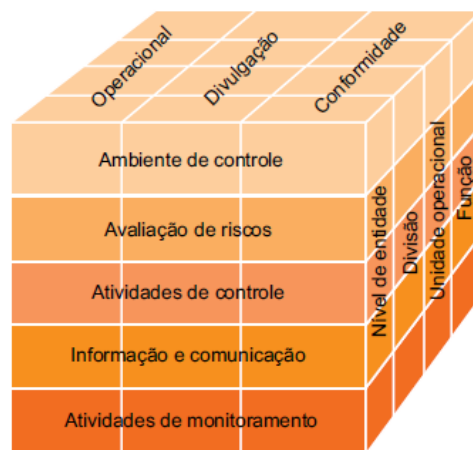 Operacional
Divulgação
Conformidade
Ambiente de controle
Avaliação de riscos
Atividades de controle
Informação e comunicação
Atividades de monitoramento
Nível de entidade
Divisão
Unidade operacional
Função